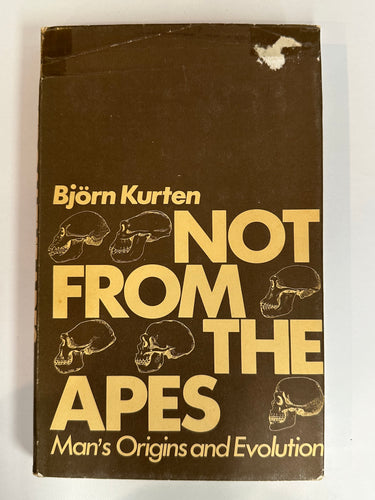 Björn Kurten
NOT
FROM
THE
APES
Man's Origins and Evolution